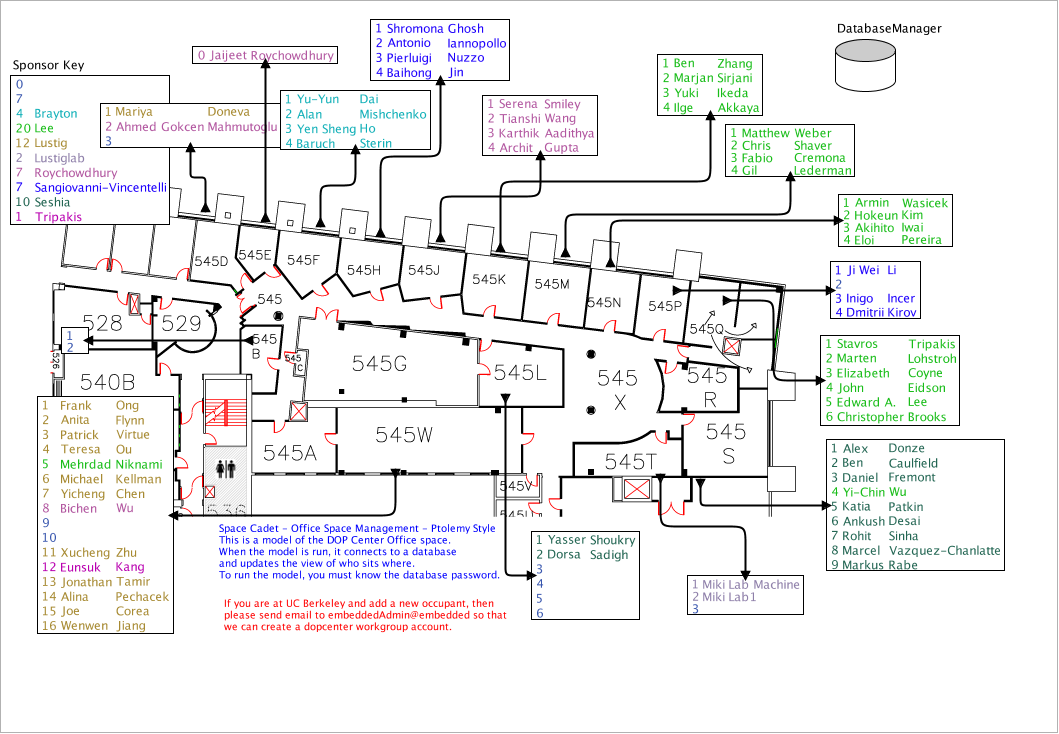 DatabaseManager
Sponsor Key
0
7
4 Brayton
20 Lee
12 Lustig
2 Lustiglab
7 Roychowdhury
7 Sangiovanni-Vincentelli
10 Seshia
1 Tripakis
0 Jaijeet Roychowdhury
1 Mariya Doneva
2 Ahmed Gokcen Mahmutoglu
3
1 Yu-Yun Dai
2 Alan Mishchenko
3 Yen Sheng Ho
4 Baruch Sterin
1 Shromona Ghosh
2 Antonio Iannopollo
3 Pierluigi Nuzzo
4 Baihong Jin
1 Serena Smiley
2 Tianshi Wang
3 Karthik Aadithya
4 Archit Gupta
1 Ben Zhang
2 Marjan Sirjani
3 Yuki Ikeda
4 Ilge Akkaya
1 Matthew Weber
2 Chris Shaver
3 Fabio Cremona
4 Gil Lederman
1 Armin Wasicek
2 Hokeun Kim
3 Akihito Iwai
4 Eloi Pereira
1 Ji Wei Li
2
3 Inigo Incer
4 Dmitrii Kirov
1 Stavros Tripakis
2 Marten Lohstroh
3 Elizabeth Coyne
4 John Eidson
5 Edward A. Lee
6 Christopher Brooks
1 Alex Donze
2 Ben Caulfield
3 Daniel Fremont
4 Yi-Chin Wu
5 Katia Patkin
6 Ankush Desai
7 Rohit Sinha
8 Marcel Vazquez-Chanlatte
9 Markus Rabe
545D
545E
545F
545H
545J
545K
545M
545N
545P
545Q
545
528
529
1
2
526
540B
545
B
545
C
545G
545L
545
X
545
R
545
S
545A
545W
545T
545V
1 Frank Ong
2 Anita Flynn
3 Patrick Virtue
4 Teresa Ou
5 Mehrdad Niknami
6 Michael Kellman
7 Yicheng Chen
8 Bichen Wu
9
10
11 Xucheng Zhu
12 Eunsuk Kang
13 Jonathan Tamir
14 Alina Pechacek
15 Joe Corea
16 Wenwen Jiang
Space Cadet - Office Space Management - Ptolemy Style
This is a model of the DOP Center Office space.
When the model is run, it connects to a database
and updates the view of who sits where.
To run the model, you must know the database password.
If you are at UC Berkeley and add a new occupant, then
please send email to embeddedAdmin@embedded so that
we can create a dopcenter workgroup account.
1 Yasser Shoukry
2 Dorsa Sadigh
3
4
5
6
1 Miki Lab Machine
2 Miki Lab1
3